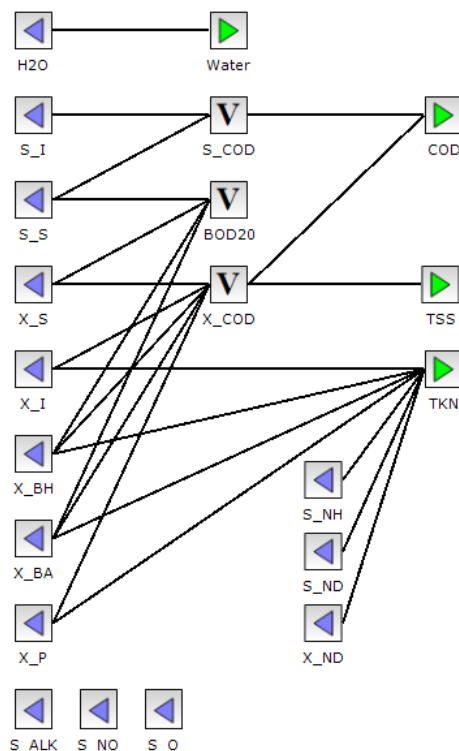 H2O Water
V
S_I S_COD COD
V
S_S BOD20
V
X_S X_COD TSS
X_I TKN
X_BH
S_NH
X_BA S_ND
X_P X_ND
S_ALK S_NO S_O